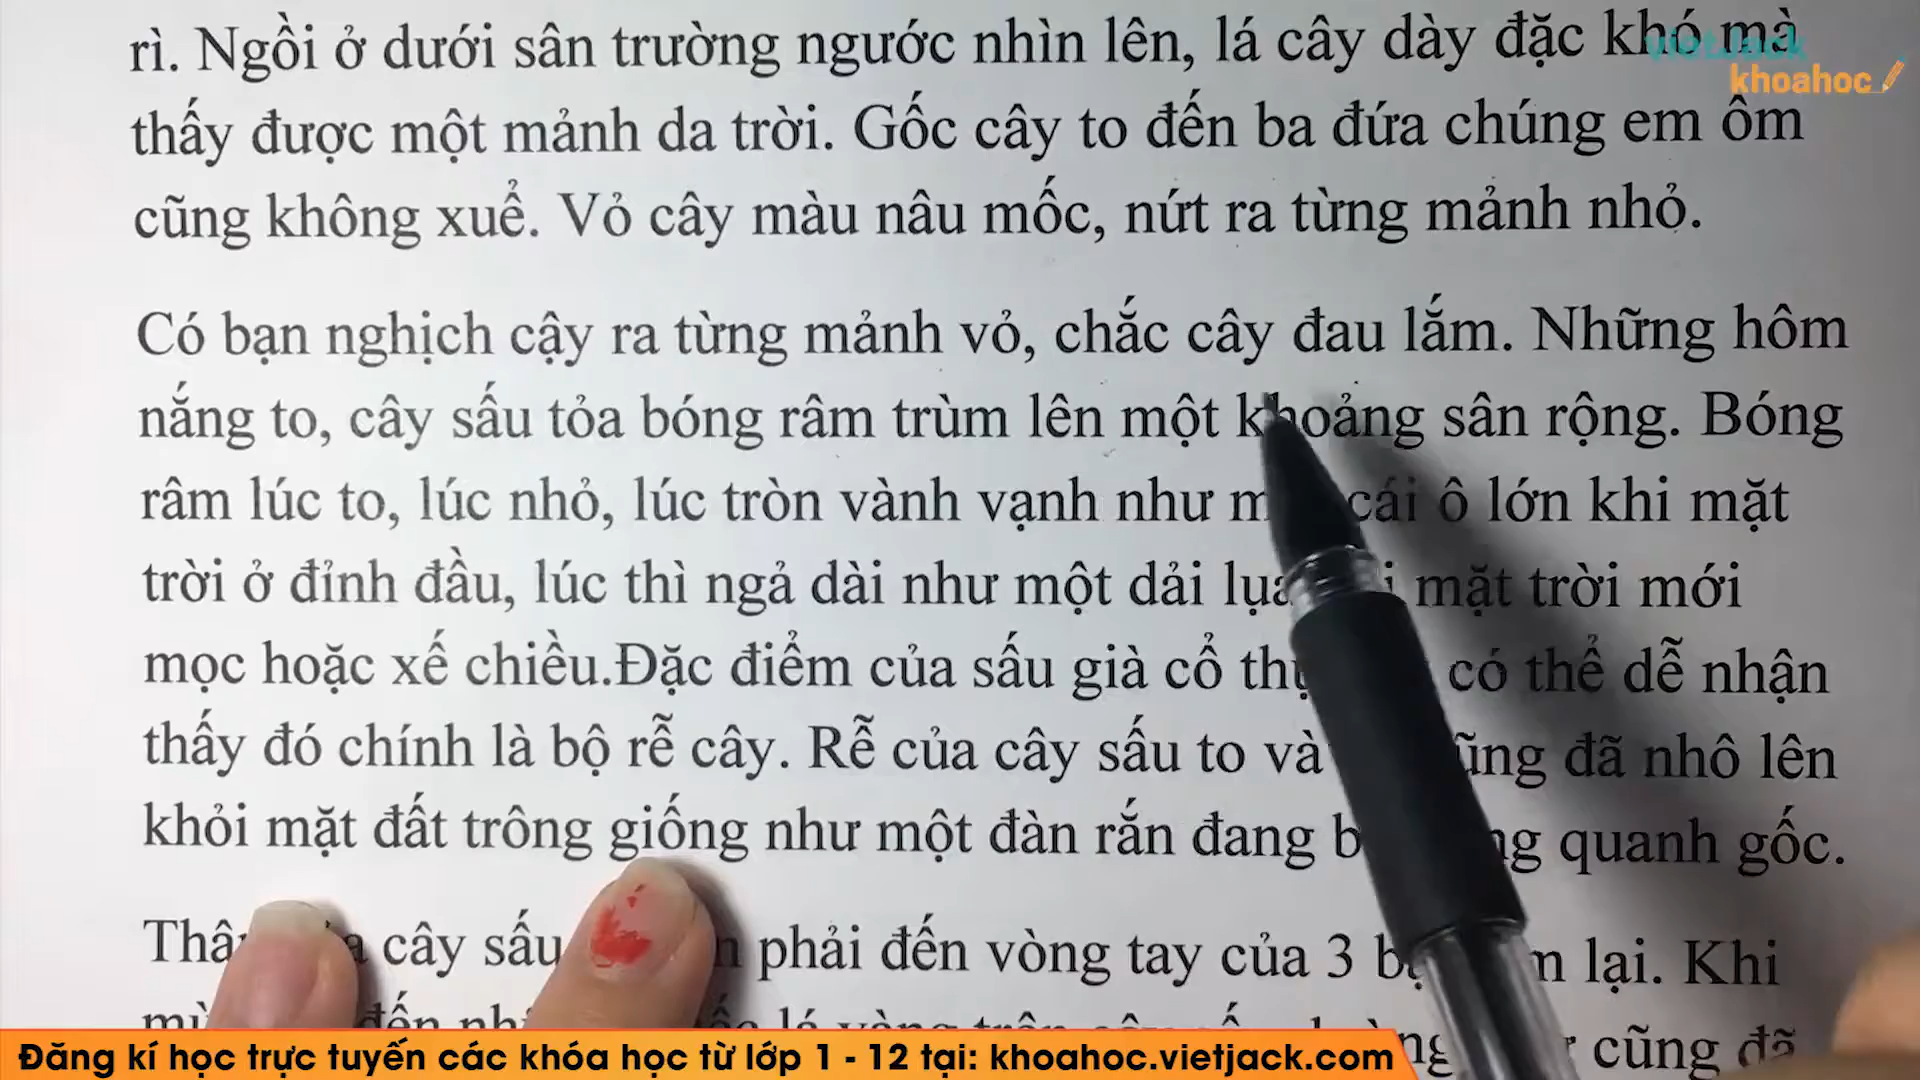 rì. Ngồi ở dưới sân trường ngước nhìn lên, lá cây dày đặc khó mà
vietjack
khoahoc
thấy được một mảnh da trời. Gốc cây to đến ba đứa chúng em ôm
cũng không xuể. Vỏ cây màu nâu mốc, nứt ra từng mảnh nhỏ.
Có bạn nghịch cậy ra từng mảnh vỏ, chắc cây đau lắm. Những hôm
nắng to, cây sấu tỏa bóng râm trùm lên một khoảng sân rộng. Bóng
râm lúc to, lúc nhỏ, lúc tròn vành vạnh như cái ô lớn khi mặt
trời ở đỉnh đầu, lúc thì ngả dài như một dải lụa mặt trời mới
mọc hoặc xế chiều.Đặc điểm của sấu già cổ có thể dễ nhận
thấy đó chính là bộ rễ cây. Rễ của cây sấu to và đã nhô lên
khỏi mặt đất trông giống như một đàn rắn đang quanh gốc.
cây sấu phải đến vòng tay của 3 lại. Khi
cũng đã
Đăng kí học trực tuyến các khóa học từ lớp 1 - 12 tại: khoahoc.vietjack.com